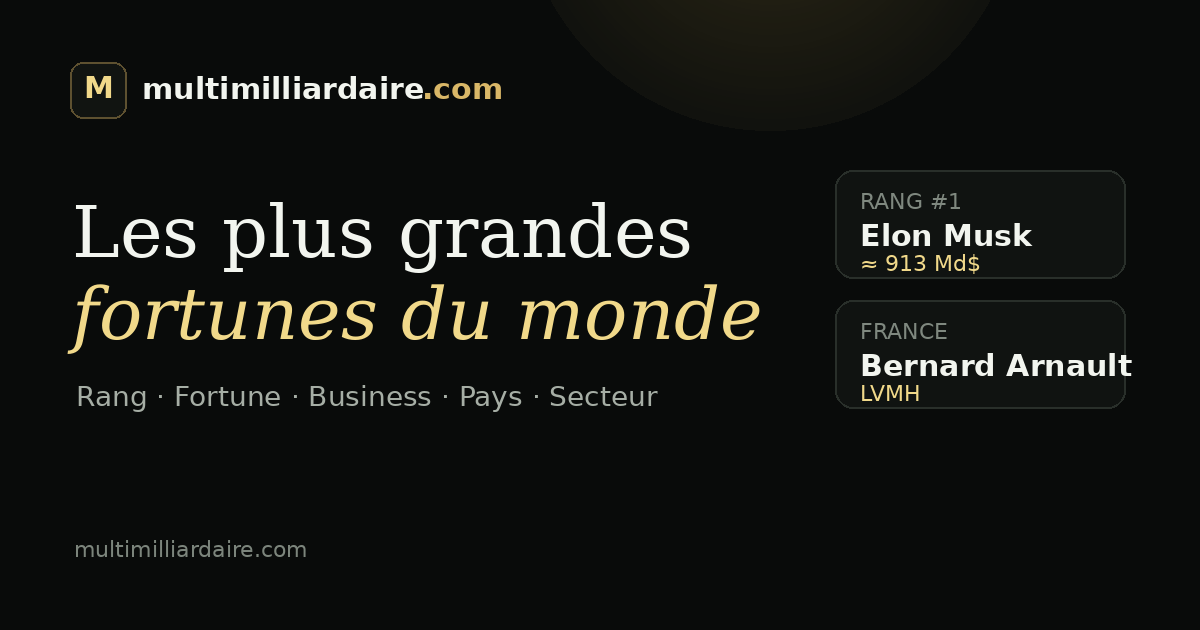 M
multimilliardaire.com
Les plus grandes
fortunes du monde
Rang · Fortune · Business · Pays · Secteur
RANG #1
Elon Musk
≈ 913 Md$
FRANCE
Bernard Arnault
LVMH
multimilliardaire.com